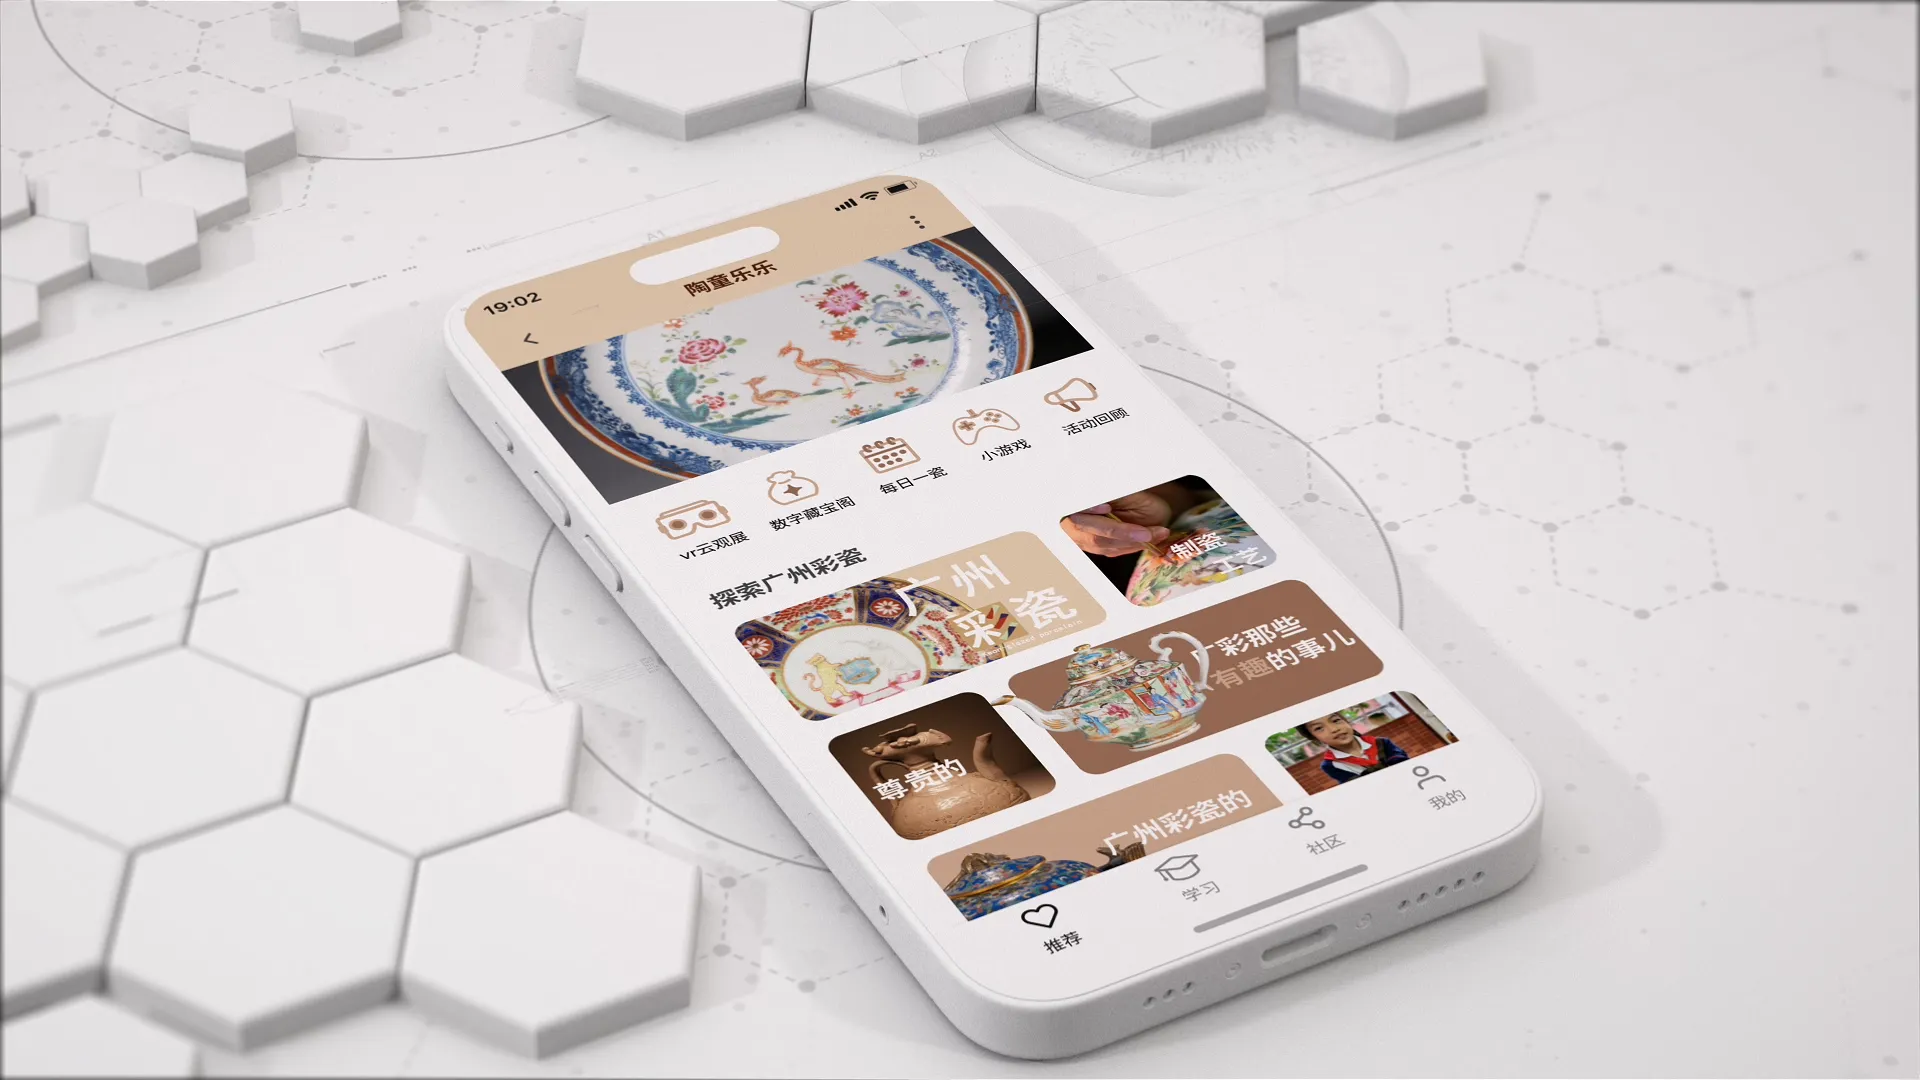 19:02
陶童乐乐
vr云观展
数字藏宝阁
每日一瓷
小游戏
活动回顾
探索广州彩瓷
广州
彩瓷
制瓷
工艺
广彩那些
有趣的事儿
尊贵的
广州彩瓷的
推荐
学习
社区
我的